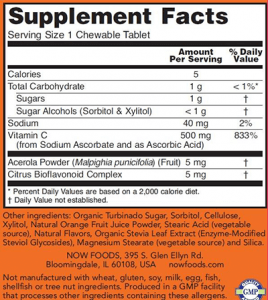 Supplement Facts
Serving Size 1 Chewable Tablet
Amount Per Serving % Daily Value
Calories 5
Total Carbohydrate 1 g < 1%*
Sugars 1 g †
Sugar Alcohols (Sorbitol & Xylitol) < 1 g †
Sodium 40 mg 2%
Vitamin C 500 mg 833%
(from Sodium Ascorbate and as Ascorbic Acid)
Acerola Powder (Malpighia punicifolia) (Fruit) 5 mg †
Citrus Bioflavonoid Complex 5 mg †
* Percent Daily Values are based on a 2,000 calorie diet.
† Daily Value not established.
Other ingredients: Organic Turbinado Sugar, Sorbitol, Cellulose,
Xylitol, Natural Orange Fruit Juice Powder, Stearic Acid (vegetable
source), Natural Flavors, Organic Stevia Leaf Extract (Enzyme-Modified
Steviol Glycosides), Magnesium Stearate (vegetable source) and Silica.
NOW FOODS, 395 S. Glen Ellyn Rd.
Bloomingdale, IL 60108, USA nowfoods.com
Not manufactured with wheat, gluten, soy, milk, egg, fish,
shellfish or tree nut ingredients. Produced in a GMP facility
that processes other ingredients containing these allergens.
GMP